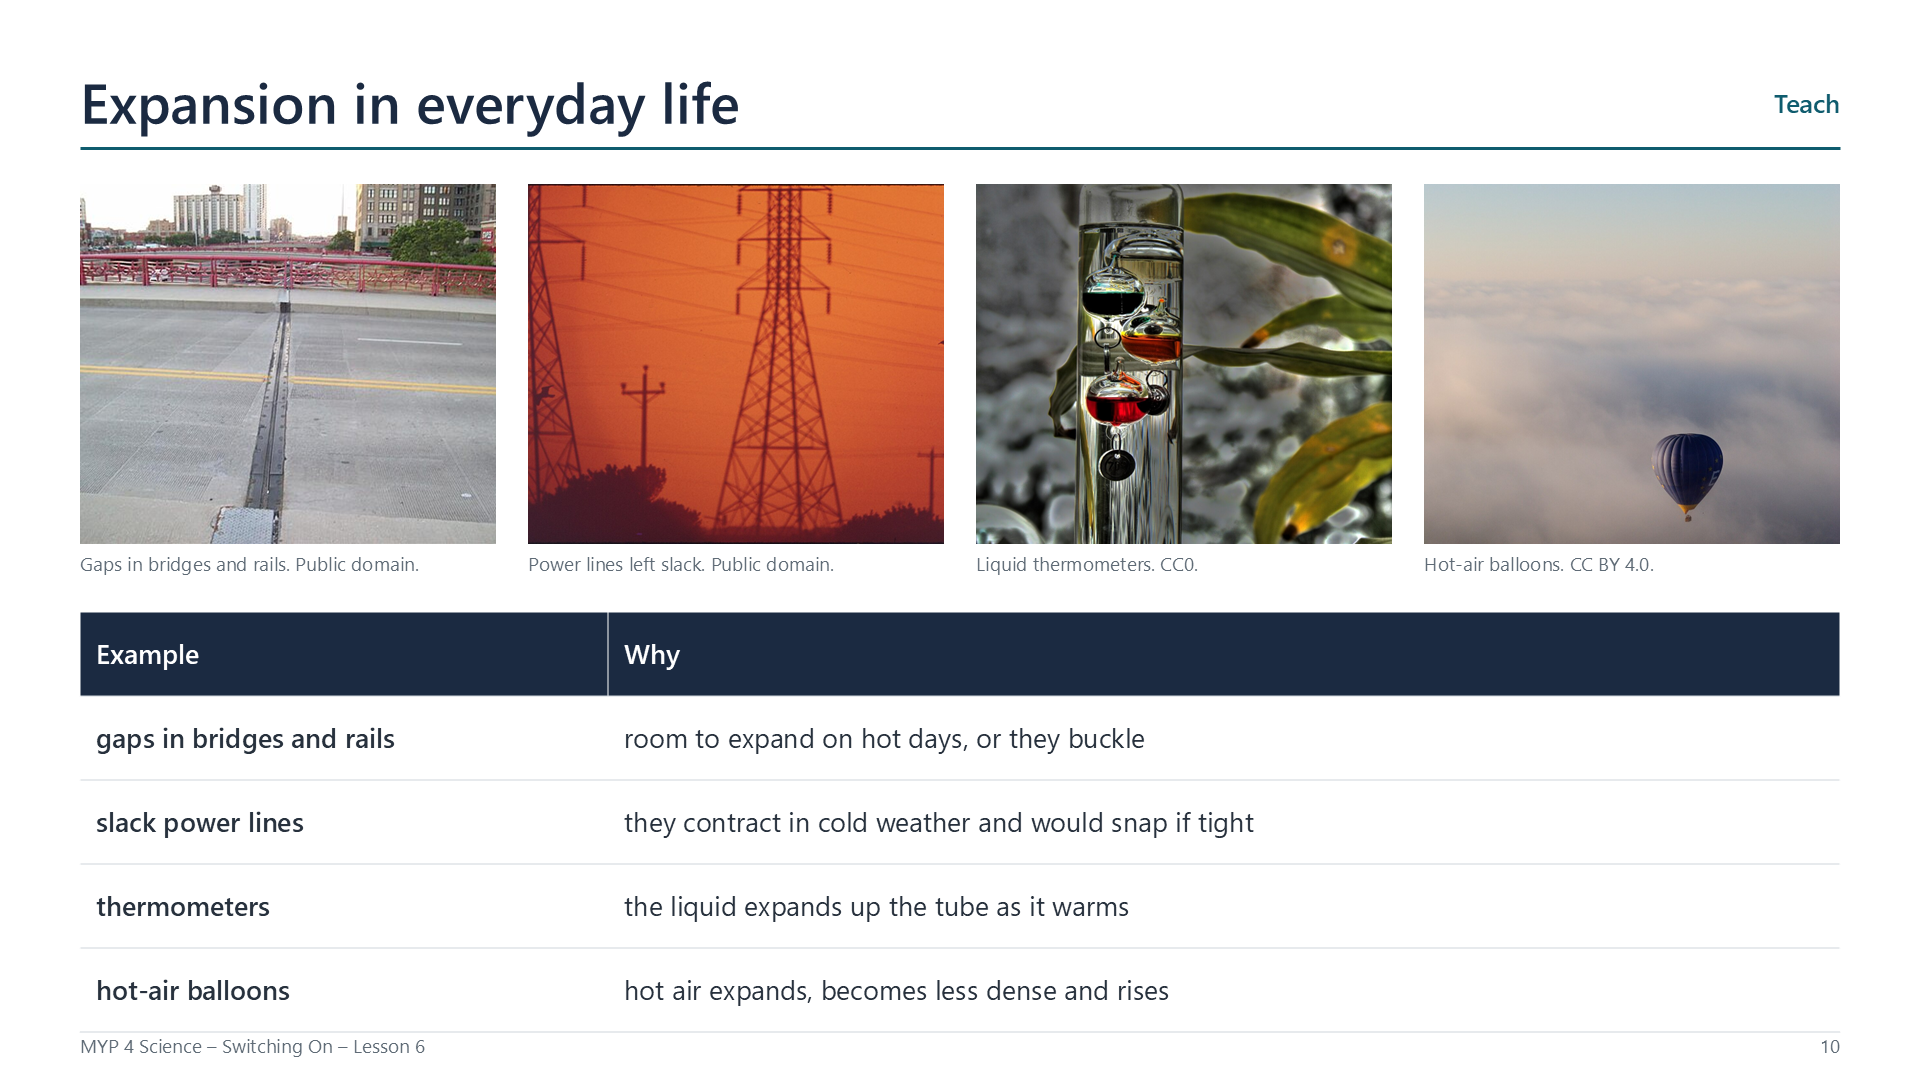 Expansion in everyday life
Teach
Gaps in bridges and rails. Public domain.
Power lines left slack. Public domain.
Liquid thermometers. CC0.
Hot-air balloons. CC BY 4.0.
Example
Why
gaps in bridges and rails
room to expand on hot days, or they buckle
slack power lines
they contract in cold weather and would snap if tight
thermometers
the liquid expands up the tube as it warms
hot-air balloons
hot air expands, becomes less dense and rises
MYP 4 Science – Switching On – Lesson 6
10